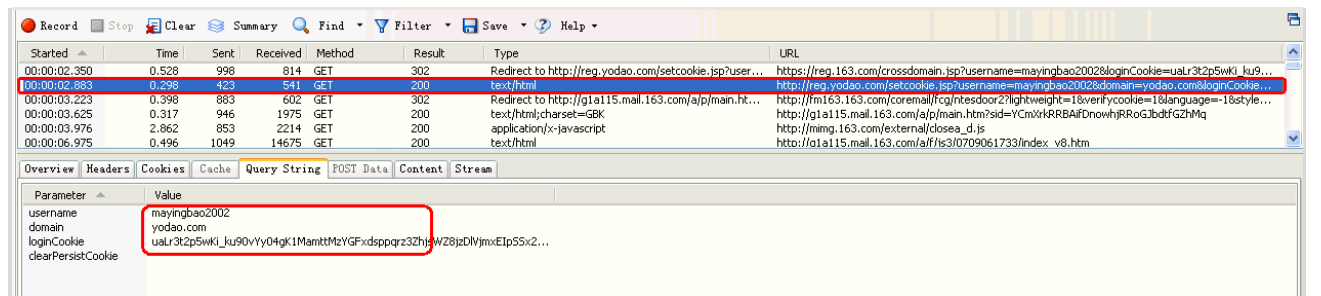 Record Stop Clear Summary Find Filter Save Help
Started Time Sent Received Method Result Type URL
00:00:02.350 0.528 998 814 GET 302 Redirect to http://reg.yodao.com/setcookie.jsp?user... https://reg.163.com/crossdomain.jsp?username=mayingbao2002&loginCookie=uaLr3t2p5wKi_ku9...
00:00:02.883 0.298 423 541 GET 200 text/html http://reg.yodao.com/setcookie.jsp?username=mayingbao2002&domain=yodao.com&loginCookie...
00:00:03.223 0.398 883 602 GET 302 Redirect to http://g1a115.mail.163.com/a/p/main.ht... http://fm163.163.com/coremail/fcg/ntesdoor2?lightweight=1&verifycookie=1&language=-1&style...
00:00:03.625 0.317 946 1975 GET 200 text/html;charset=GBK http://g1a115.mail.163.com/a/p/main.htm?sid=YCmXrkRRBAifDnowhjRRoGJbdtfGZhMq
00:00:03.976 2.862 853 2214 GET 200 application/x-javascript http://mimg.163.com/external/closea_d.js
00:00:06.975 0.496 1049 14675 GET 200 text/html http://g1a115.mail.163.com/a/f/js3/0709061733/index_v8.htm
Overview Headers Cookies Cache Query String POST Data Content Stream
Parameter Value
username mayingbao2002
domain yodao.com
loginCookie uaLr3t2p5wKi_ku90vYy04gK1MamttMzYGFxdsppqrz3ZhjsWZ8jzDlVjmxEIpSSx2...
clearPersistCookie